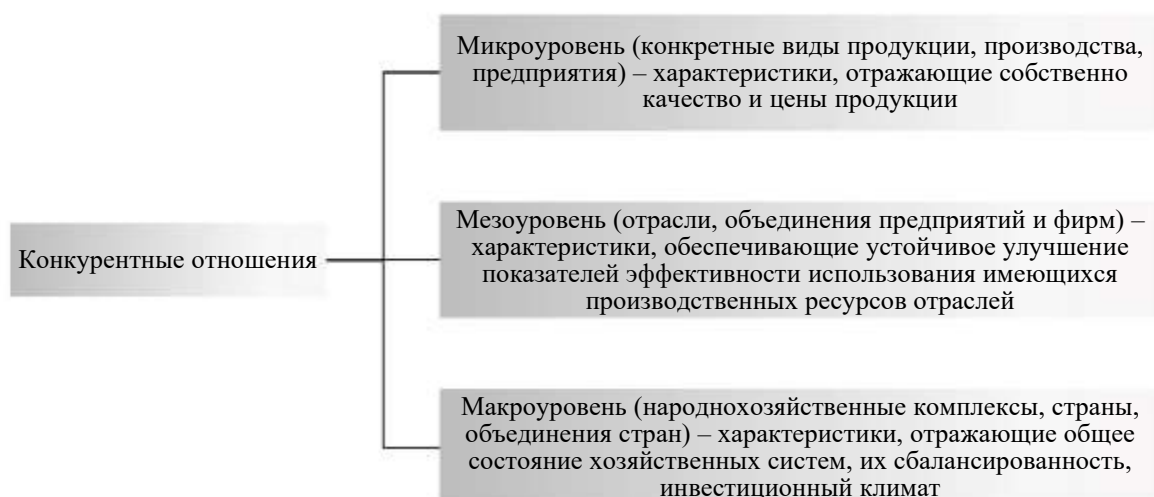 Микроуровень (конкретные виды продукции, производства,
предприятия) – характеристики, отражающие собственно
качество и цены продукции
Конкурентные отношения
Мезоуровень (отрасли, объединения предприятий и фирм) –
характеристики, обеспечивающие устойчивое улучшение
показателей эффективности использования имеющихся
производственных ресурсов отраслей
Макроуровень (народнохозяйственные комплексы, страны,
объединения стран) – характеристики, отражающие общее
состояние хозяйственных систем, их сбалансированность,
инвестиционный климат